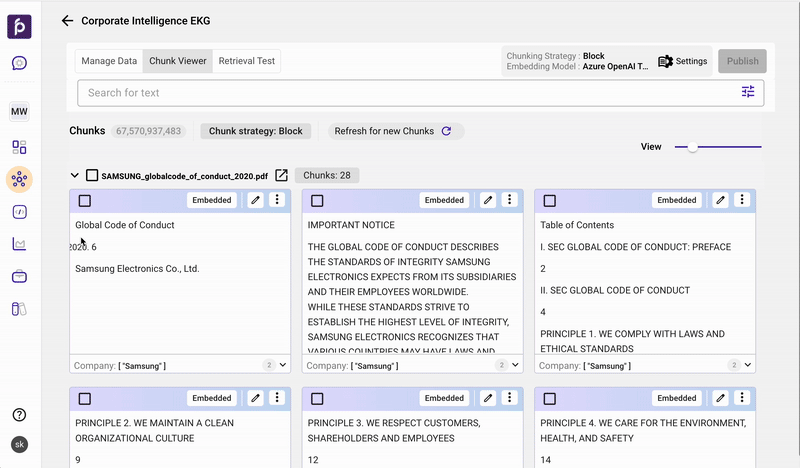 Corporate Intelligence EKG
Manage Data
Chunk Viewer
Retrieval Test
Chunking Strategy : Block
Embedding Model : Azure OpenAI T...
Settings
Publish
Search for text
MW
Chunks
67,570,937,483
Chunk strategy: Block
Refresh for new Chunks
View
SAMSUNG_globalcode_of_conduct_2020.pdf
Chunks: 28
Embedded
Global Code of Conduct
2020. 6
Samsung Electronics Co., Ltd.
Company: ["Samsung"]
2
Embedded
IMPORTANT NOTICE
THE GLOBAL CODE OF CONDUCT DESCRIBES
THE STANDARDS OF INTEGRITY SAMSUNG
ELECTRONICS EXPECTS FROM ITS SUBSIDIARIES
AND THEIR EMPLOYEES WORLDWIDE.
WHILE THESE STANDARDS STRIVE TO
ESTABLISH THE HIGHEST LEVEL OF INTEGRITY,
SAMSUNG ELECTRONICS RECOGNIZES THAT
VARIOUS COUNTRIES MAY HAVE LAWS AND
Company: ["Samsung"]
2
Embedded
Table of Contents
I. SEC GLOBAL CODE OF CONDUCT: PREFACE
2
II. SEC GLOBAL CODE OF CONDUCT
4
PRINCIPLE 1. WE COMPLY WITH LAWS AND
ETHICAL STANDARDS
Company: ["Samsung"]
2
Embedded
PRINCIPLE 2. WE MAINTAIN A CLEAN
ORGANIZATIONAL CULTURE
9
Embedded
PRINCIPLE 3. WE RESPECT CUSTOMERS,
SHAREHOLDERS AND EMPLOYEES
12
Embedded
PRINCIPLE 4. WE CARE FOR THE ENVIRONMENT,
HEALTH, AND SAFETY
14
sk